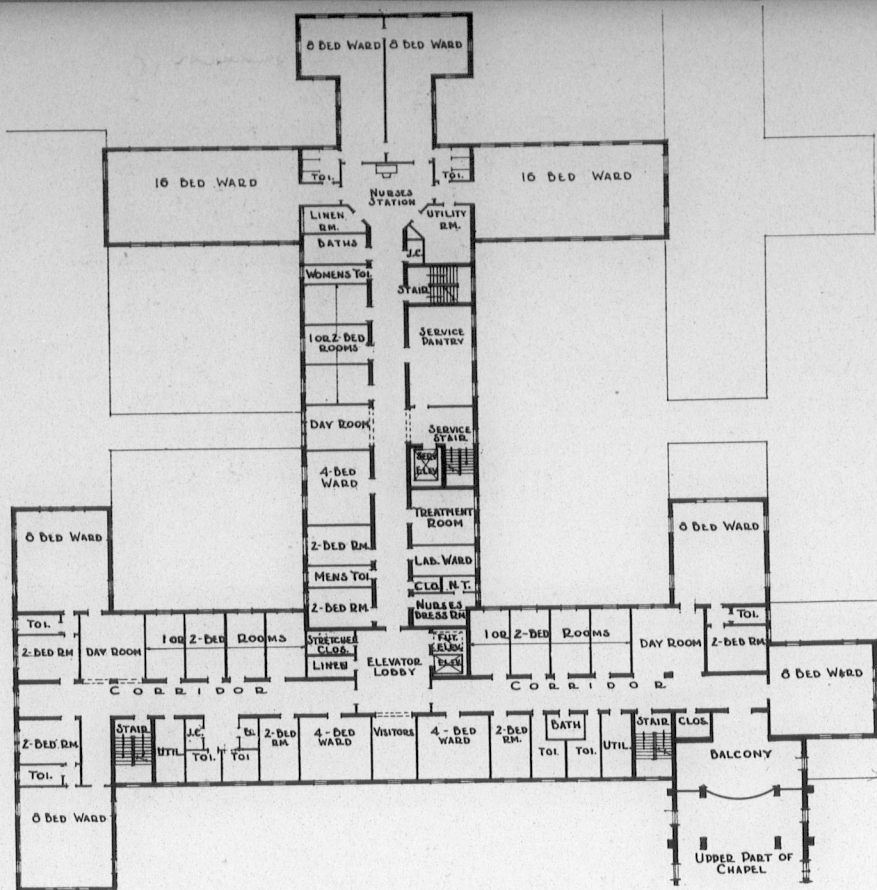 8 BED WARD 8 BED WARD
16 BED WARD
TOI.
TOI.
16 BED WARD
NURSES
STATION
LINEN
RM.
UTILITY
RM.
BATHS
J.C.
WOMENS TOI.
STAIR
1 OR 2-BED
ROOMS
SERVICE
PANTRY
DAY ROOM
SERVICE
STAIR
SERV
ELEV
4-BED
WARD
TREATMENT
ROOM
2-BED RM.
LAB. WARD
MENS TOI.
CLO. N.T.
2-BED RM.
NURSES
DRESS RM
8 BED WARD
8 BED WARD
TOI.
2-BED RM
DAY ROOM
1 OR 2-BED ROOMS
STRETCHER
CLOS.
LINEN
ELEVATOR
LOBBY
FUT.
ELEV.
ELEV.
1 OR 2-BED ROOMS
DAY ROOM
TOI.
2-BED RM.
8 BED WARD
CORRIDOR
CORRIDOR
2-BED RM.
TOI.
STAIR
UTIL.
J.C.
TOI.
TOI
2-BED
RM.
4-BED
WARD
VISITORS
4-BED
WARD
2-BED
RM.
BATH
TOI.
TOI.
UTIL.
STAIR
CLOS.
BALCONY
8 BED WARD
UPPER PART OF
CHAPEL